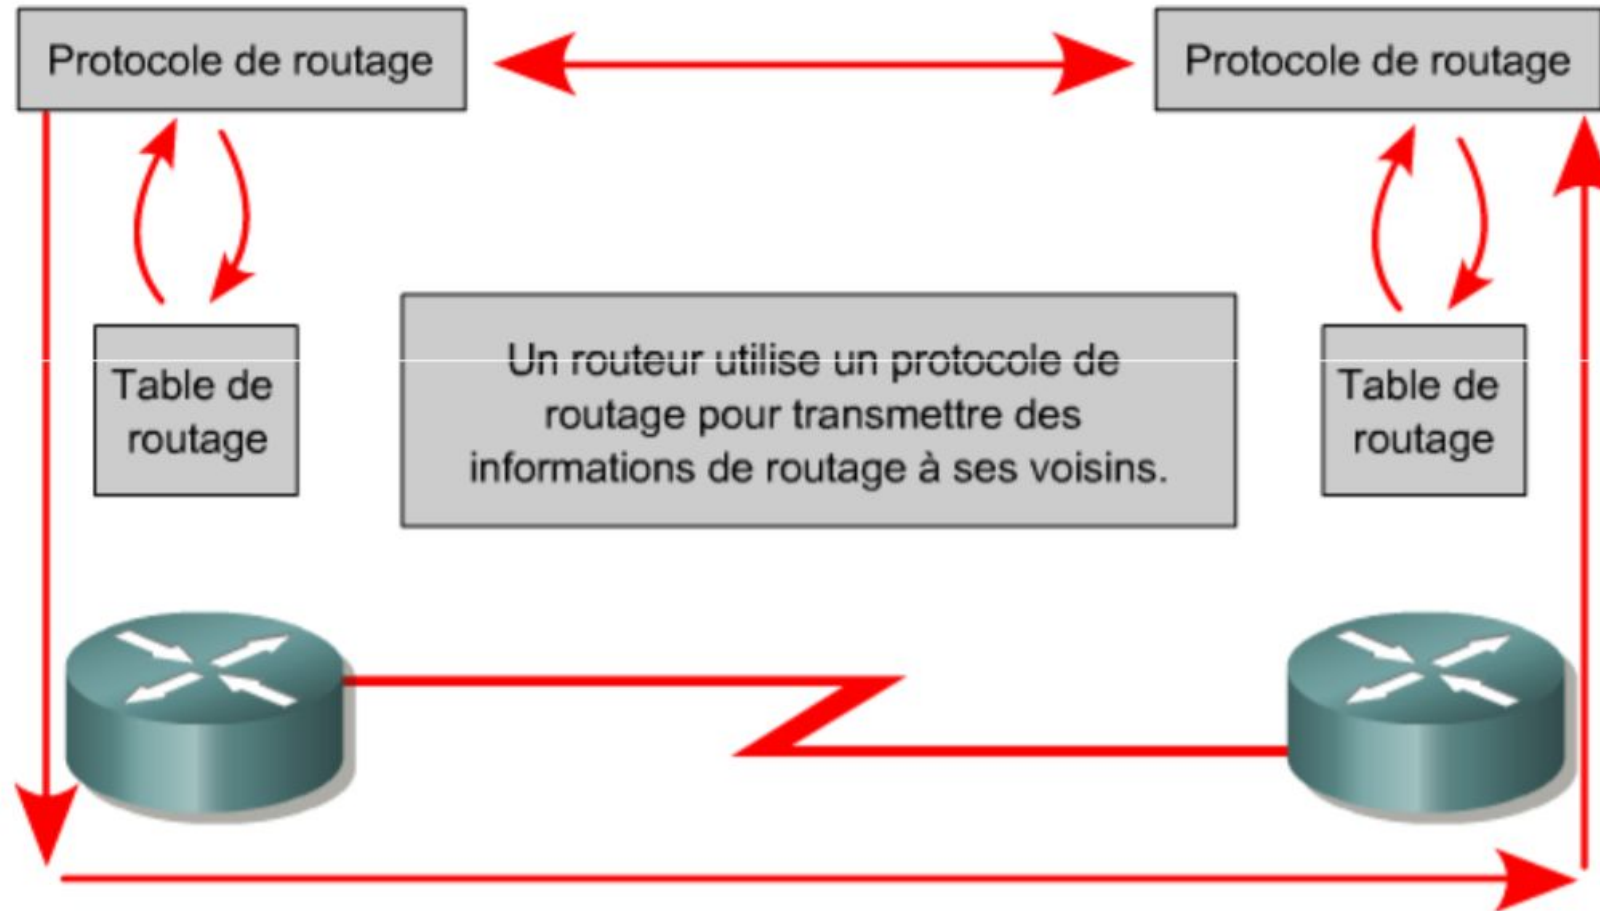 Protocole de routage
Protocole de routage
Un routeur utilise un protocole de
routage pour transmettre des
informations de routage à ses voisins.
Table de
routage
Table de
routage